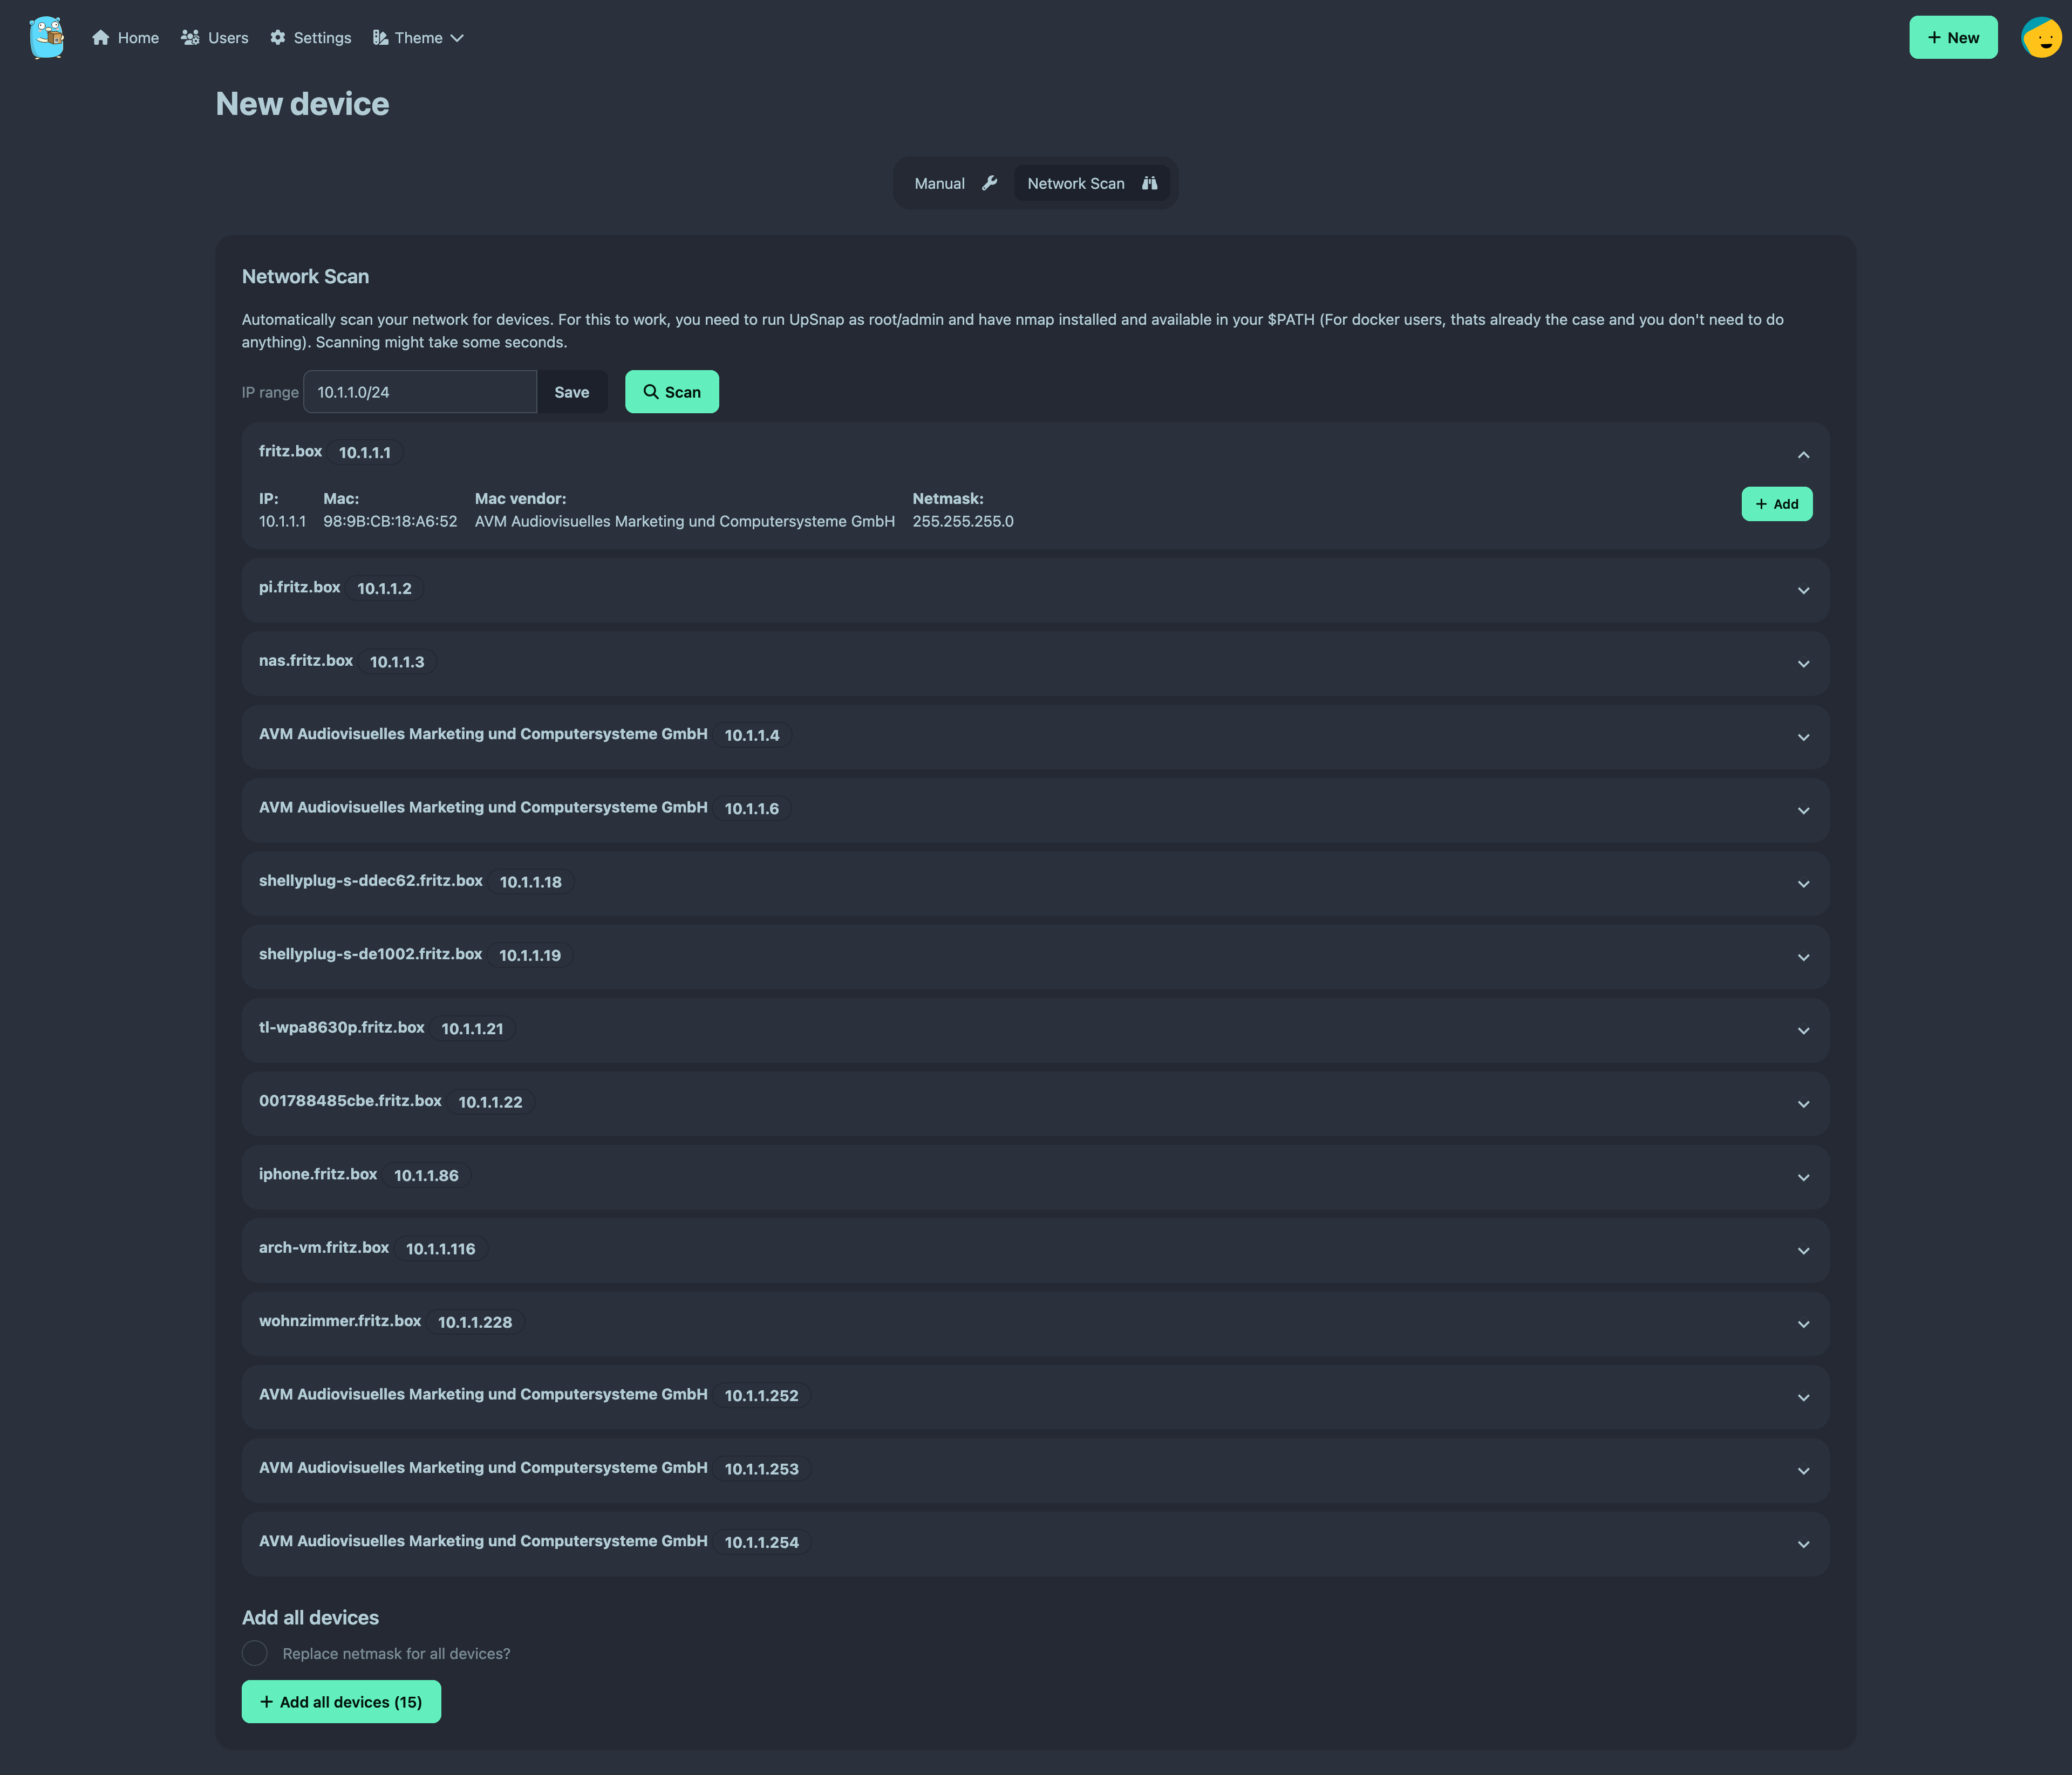 Home Users Settings Theme
+ New
New device
Manual Network Scan
Network Scan
Automatically scan your network for devices. For this to work, you need to run UpSnap as root/admin and have nmap installed and available in your $PATH (For docker users, thats already the case and you don't need to do
anything). Scanning might take some seconds.
IP range 10.1.1.0/24 Save Scan
fritz.box 10.1.1.1
IP: Mac: Mac vendor: Netmask:
10.1.1.1 98:9B:CB:18:A6:52 AVM Audiovisuelles Marketing und Computersysteme GmbH 255.255.255.0
+ Add
pi.fritz.box 10.1.1.2
nas.fritz.box 10.1.1.3
AVM Audiovisuelles Marketing und Computersysteme GmbH 10.1.1.4
AVM Audiovisuelles Marketing und Computersysteme GmbH 10.1.1.6
shellyplug-s-ddec62.fritz.box 10.1.1.18
shellyplug-s-de1002.fritz.box 10.1.1.19
tl-wpa8630p.fritz.box 10.1.1.21
001788485cbe.fritz.box 10.1.1.22
iphone.fritz.box 10.1.1.86
arch-vm.fritz.box 10.1.1.116
wohnzimmer.fritz.box 10.1.1.228
AVM Audiovisuelles Marketing und Computersysteme GmbH 10.1.1.252
AVM Audiovisuelles Marketing und Computersysteme GmbH 10.1.1.253
AVM Audiovisuelles Marketing und Computersysteme GmbH 10.1.1.254
Add all devices
Replace netmask for all devices?
+ Add all devices (15)